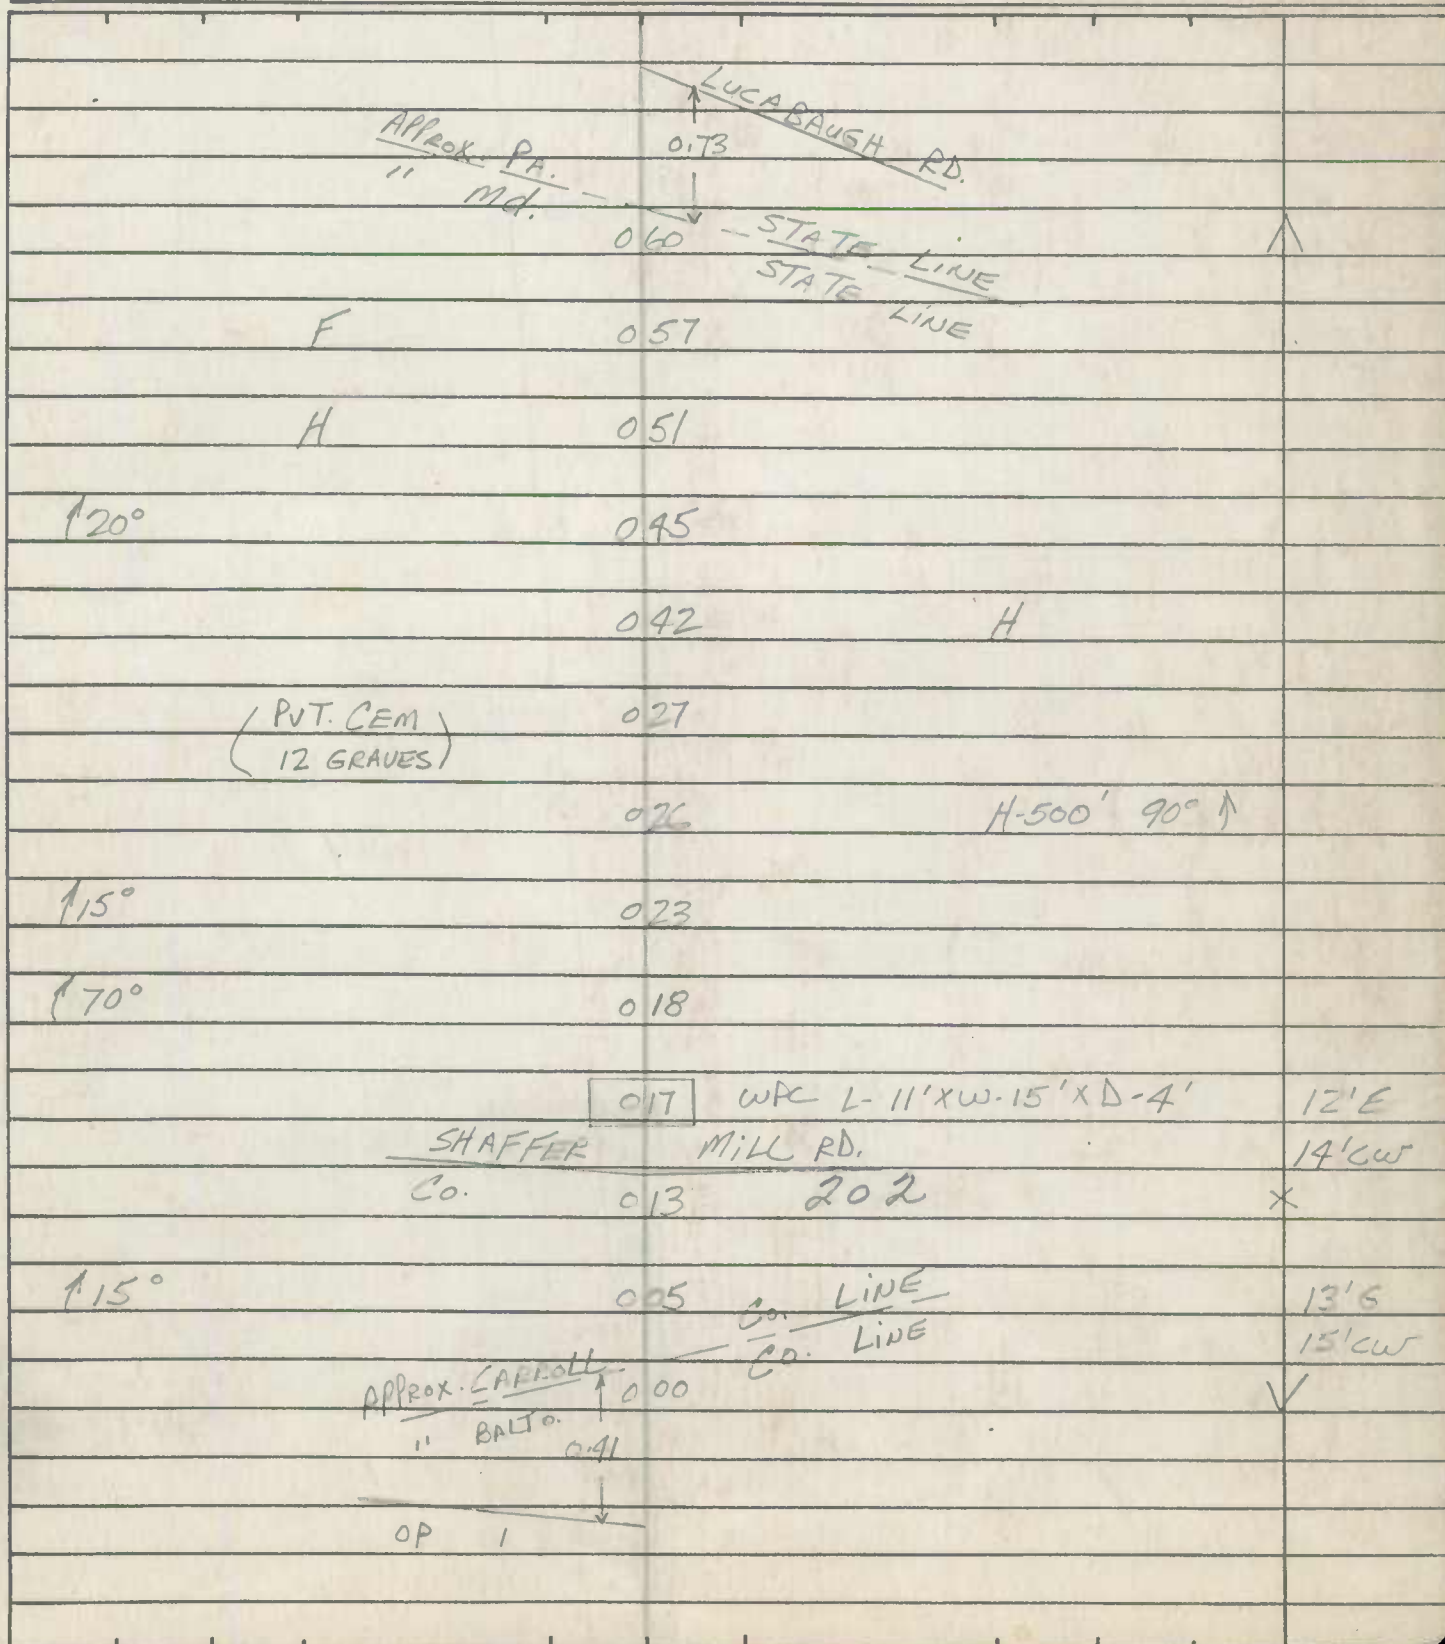 LUCABAUGH RD.
0.73
APPROX. PA.
" Md.
0.60
STATE LINE
STATE LINE
F 0.57
H 0.51
↑20° 0.45
0.42 H
(PVT. CEM 0.27
12 GRAVES)
0.26 H-500' 90° ↑
↑15° 0.23
↑70° 0.18
0.17 WPC L-11'XW-15'XD-4' 12'E
SHAFFER MILL RD. 14'CW
Co. 0.13 202 X
↑15° 0.05 Co. LINE 13'G
Co. LINE 15'CW
APPROX. CARROLL 0.00
" BALTO. 0.41
OP 1